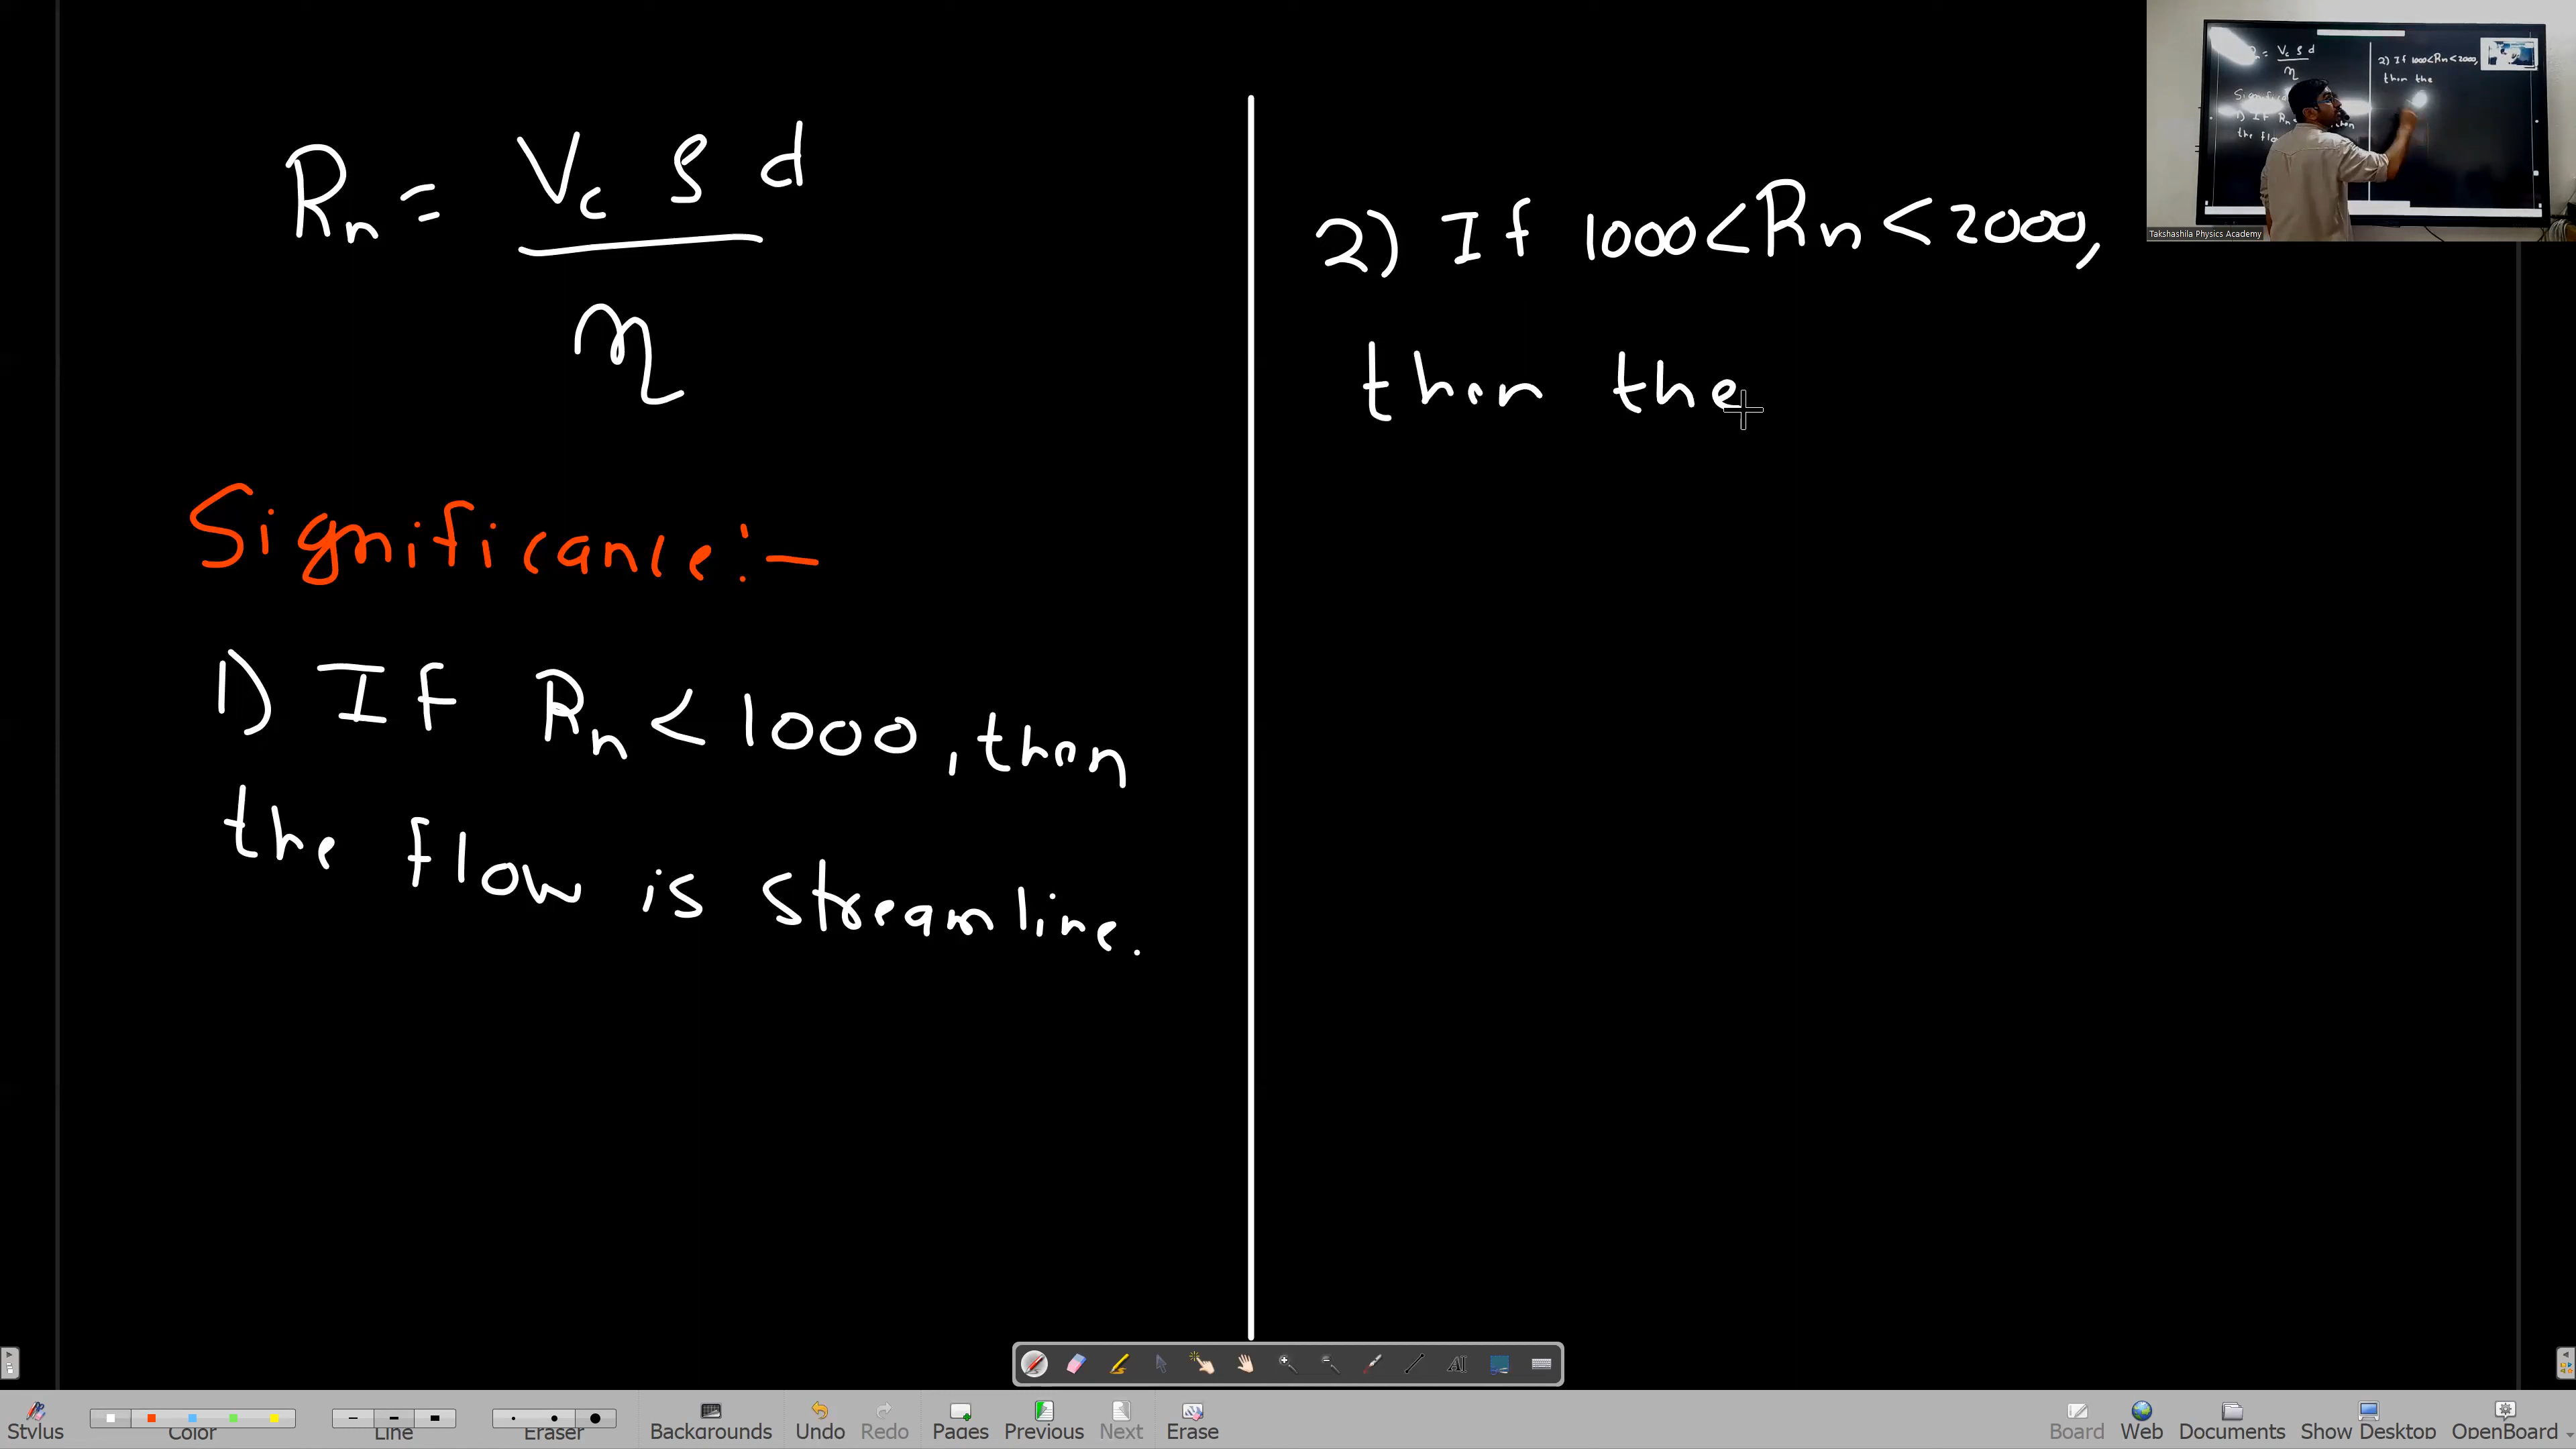 Rn = Vc ρ d
η
Significance:-
1) If Rn < 1000, then
the flow is streamline.
2) If 1000 < Rn < 2000,
then the
Takshashila Physics Academy
Stylus
Color
Line
Eraser
Backgrounds
Undo
Redo
Pages
Previous
Next
Erase
Board
Web
Documents
Show Desktop
OpenBoard